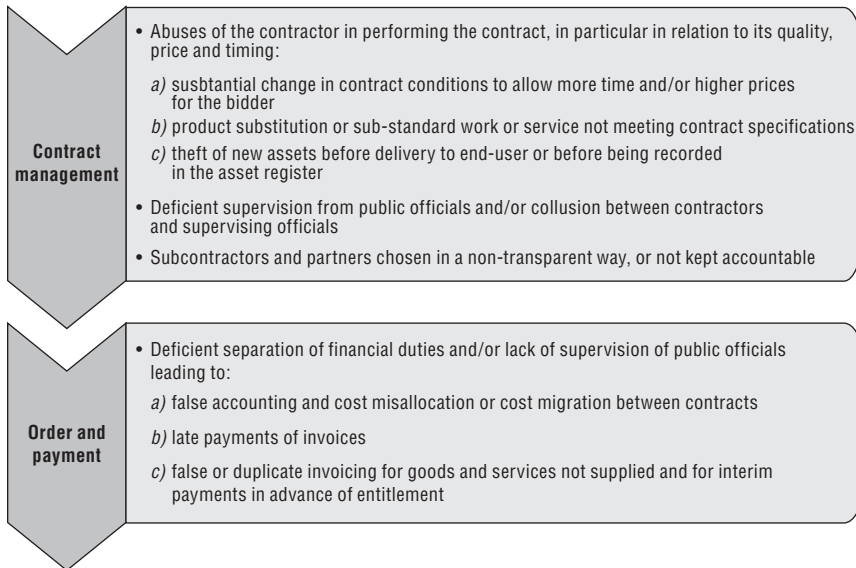 Contract
management
• Abuses of the contractor in performing the contract, in particular in relation to its quality,
price and timing:
a) susbtantial change in contract conditions to allow more time and/or higher prices
for the bidder
b) product substitution or sub-standard work or service not meeting contract specifications
c) theft of new assets before delivery to end-user or before being recorded
in the asset register
• Deficient supervision from public officials and/or collusion between contractors
and supervising officials
• Subcontractors and partners chosen in a non-transparent way, or not kept accountable
Order and
payment
• Deficient separation of financial duties and/or lack of supervision of public officials
leading to:
a) false accounting and cost misallocation or cost migration between contracts
b) late payments of invoices
c) false or duplicate invoicing for goods and services not supplied and for interim
payments in advance of entitlement